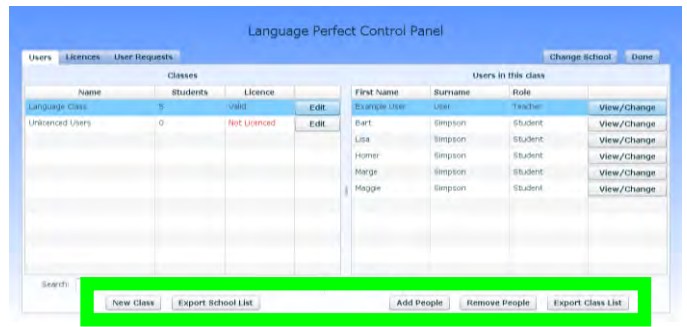 Language Perfect Control Panel
Users Licences User Requests Change School Done
Classes Users in this class
Name Students Licence First Name Surname Role
Language Class 5 Valid Edit Example User User Teacher View/Change
Unlicenced Users 0 Not Licenced Edit Bart Simpson Student View/Change
Lisa Simpson Student View/Change
Homer Simpson Student View/Change
Marge Simpson Student View/Change
Maggie Simpson Student View/Change
Search:
New Class Export School List Add People Remove People Export Class List